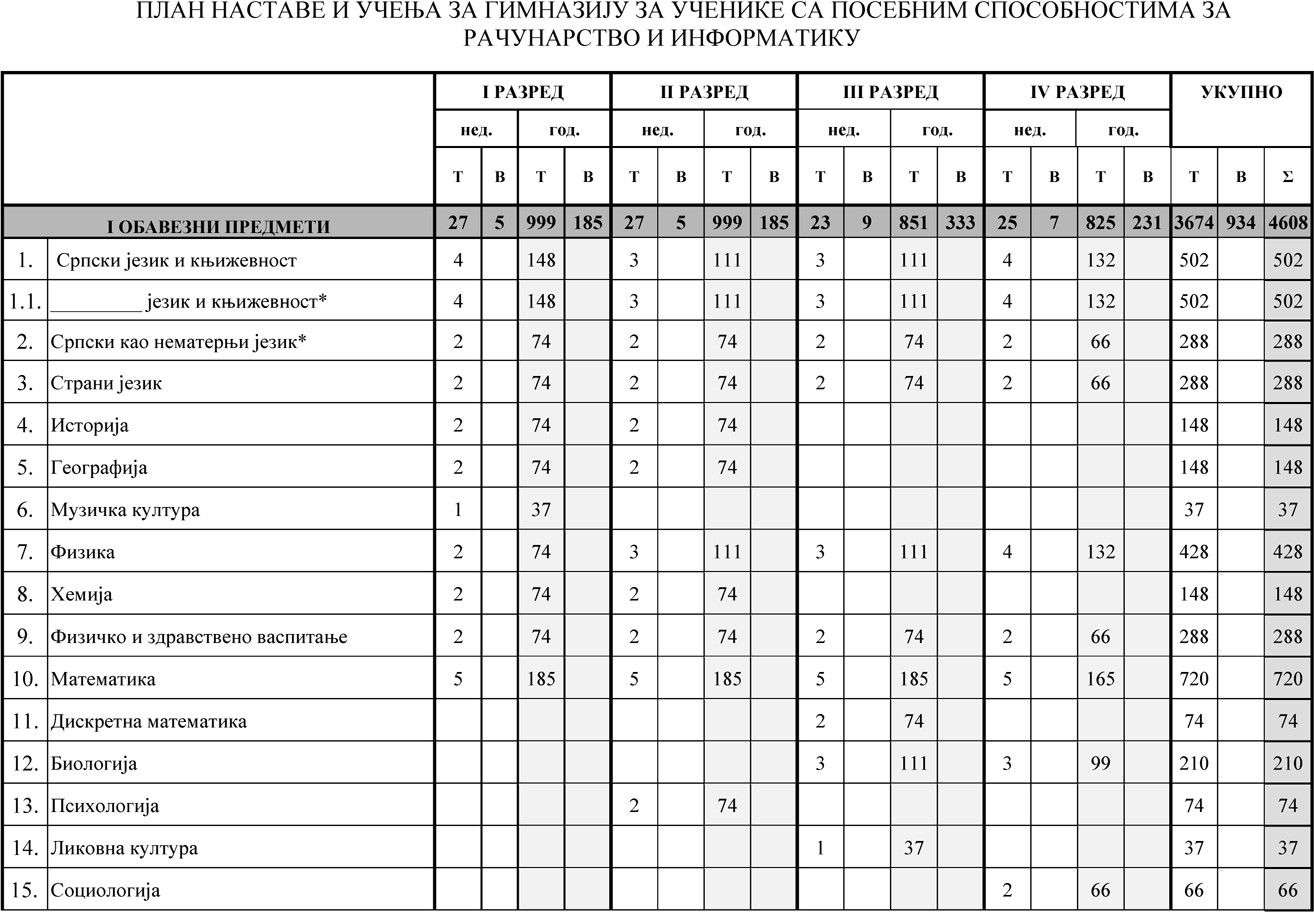 ПЛАН НАСТАВЕ И УЧЕЊА ЗА ГИМНАЗИЈУ ЗА УЧЕНИКЕ СА ПОСЕБНИМ СПОСОБНОСТИМА ЗА
РАЧУНАРСТВО И ИНФОРМАТИКУ
I РАЗРЕД II РАЗРЕД III РАЗРЕД IV РАЗРЕД УКУПНО
нед. год. нед. год. нед. год. нед. год.
Т В Т В Т В Т В Т В Т В Т В Т В Т В Σ
I ОБАВЕЗНИ ПРЕДМЕТИ 27 5 999 185 27 5 999 185 23 9 851 333 25 7 825 231 3674 934 4608
1. Српски језик и књижевност 4 148 3 111 3 111 4 132 502 502
1.1. __________ језик и књижевност* 4 148 3 111 3 111 4 132 502 502
2. Српски као нематерњи језик* 2 74 2 74 2 74 2 66 288 288
3. Страни језик 2 74 2 74 2 74 2 66 288 288
4. Историја 2 74 2 74 148 148
5. Географија 2 74 2 74 148 148
6. Музичка култура 1 37 37 37
7. Физика 2 74 3 111 3 111 4 132 428 428
8. Хемија 2 74 2 74 148 148
9. Физичко и здравствено васпитање 2 74 2 74 2 74 2 66 288 288
10. Математика 5 185 5 185 5 185 5 165 720 720
11. Дискретна математика 2 74 74 74
12. Биологија 3 111 3 99 210 210
13. Психологија 2 74 74 74
14. Ликовна култура 1 37 37 37
15. Социологија 2 66 66 66